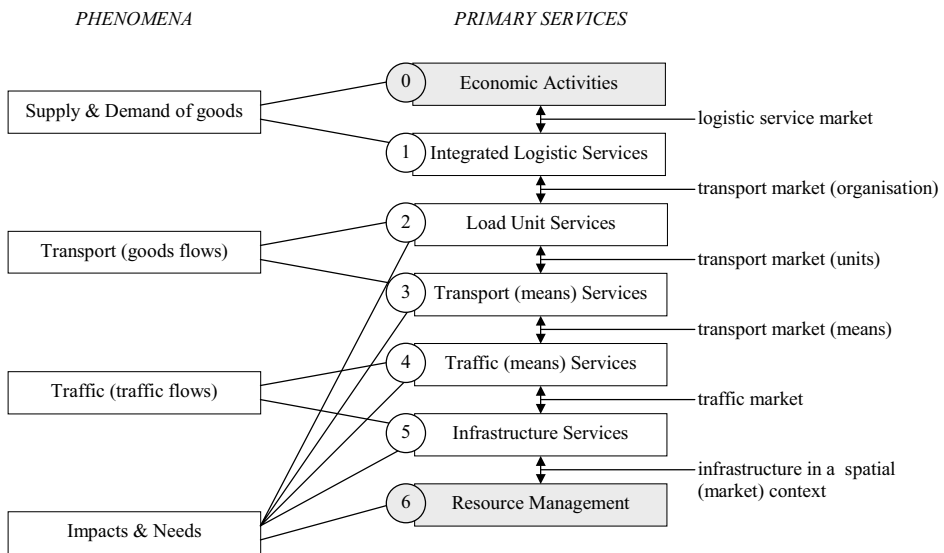 PHENOMENA
PRIMARY SERVICES
0
Economic Activities
Supply & Demand of goods
logistic service market
1
Integrated Logistic Services
transport market (organisation)
2
Load Unit Services
Transport (goods flows)
transport market (units)
3
Transport (means) Services
transport market (means)
4
Traffic (means) Services
Traffic (traffic flows)
traffic market
5
Infrastructure Services
infrastructure in a spatial
(market) context
6
Resource Management
Impacts & Needs